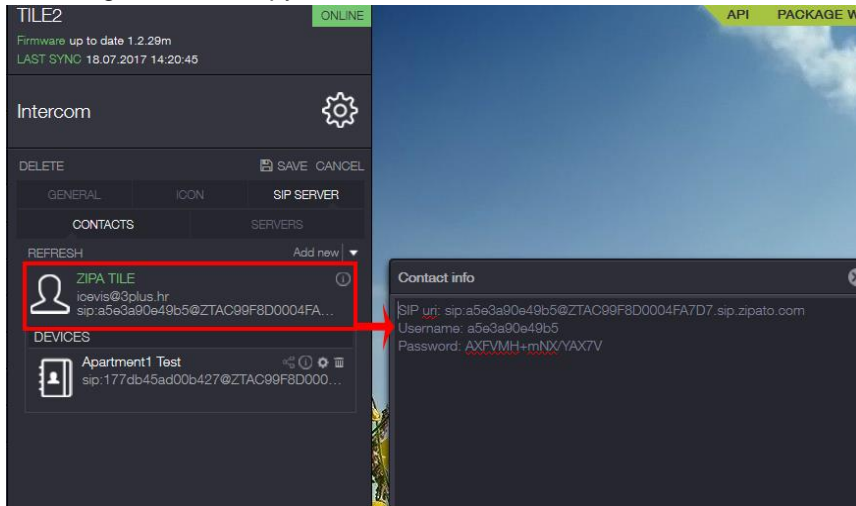 TILE2
ONLINE
Firmware up to date 1.2.29m
LAST SYNC 18.07.2017 14:20:45
Intercom
DELETE
SAVE CANCEL
GENERAL ICON SIP SERVER
CONTACTS SERVERS
REFRESH Add new
ZIPA TILE
icevis@3plus.hr
sip:a5e3a90e49b5@ZTAC99F8D0004FA...
DEVICES
Apartment1 Test
sip:177db45ad00b427@ZTAC99F8D000...
API PACKAGE W
Contact info
SIP uri: sip:a5e3a90e49b5@ZTAC99F8D0004FA7D7.sip.zipato.com
Username: a5e3a90e49b5
Password: AXFVMH+mNX/YAX7V